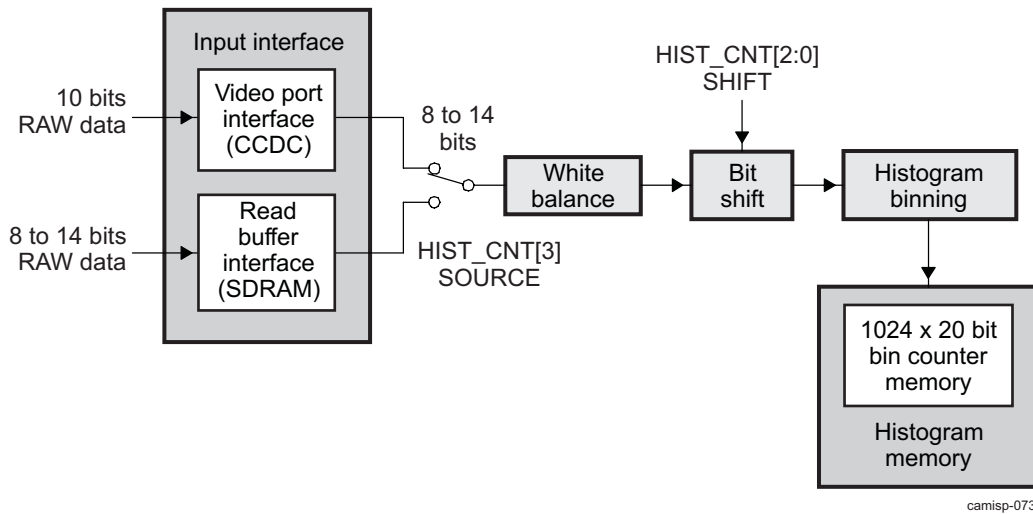 Input interface
10 bits
RAW data
Video port
interface
(CCDC)
8 to 14 bits
RAW data
Read
buffer
interface
(SDRAM)
8 to 14
bits
HIST_CNT[3]
SOURCE
White
balance
HIST_CNT[2:0]
SHIFT
Bit
shift
Histogram
binning
1024 x 20 bit
bin counter
memory
Histogram
memory
camisp-073